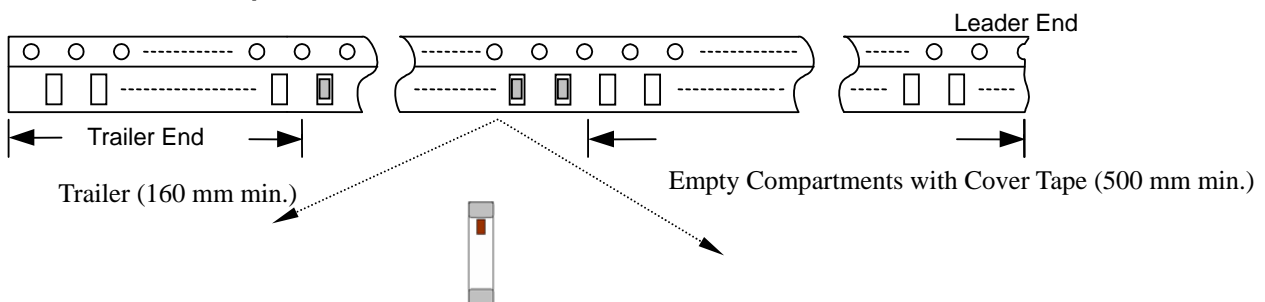 Leader End
Trailer End
Trailer (160 mm min.)
Empty Compartments with Cover Tape (500 mm min.)